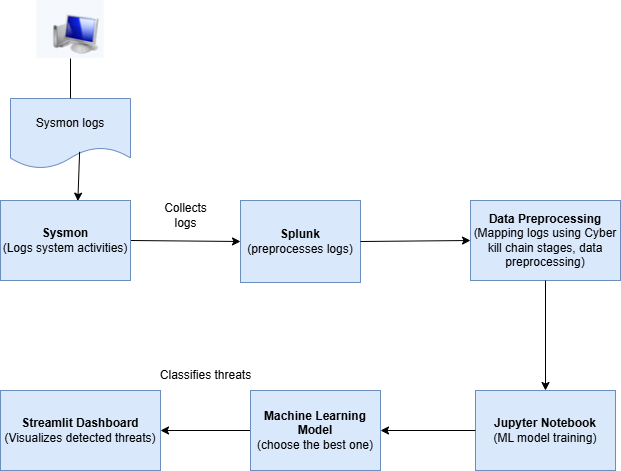 Sysmon logs
Collects
logs
Sysmon
(Logs system activities)
Splunk
(preprocesses logs)
Data Preprocessing
(Mapping logs using Cyber
kill chain stages, data
preprocessing)
Classifies threats
Streamlit Dashboard
(Visualizes detected threats)
Machine Learning
Model
(choose the best one)
Jupyter Notebook
(ML model training)